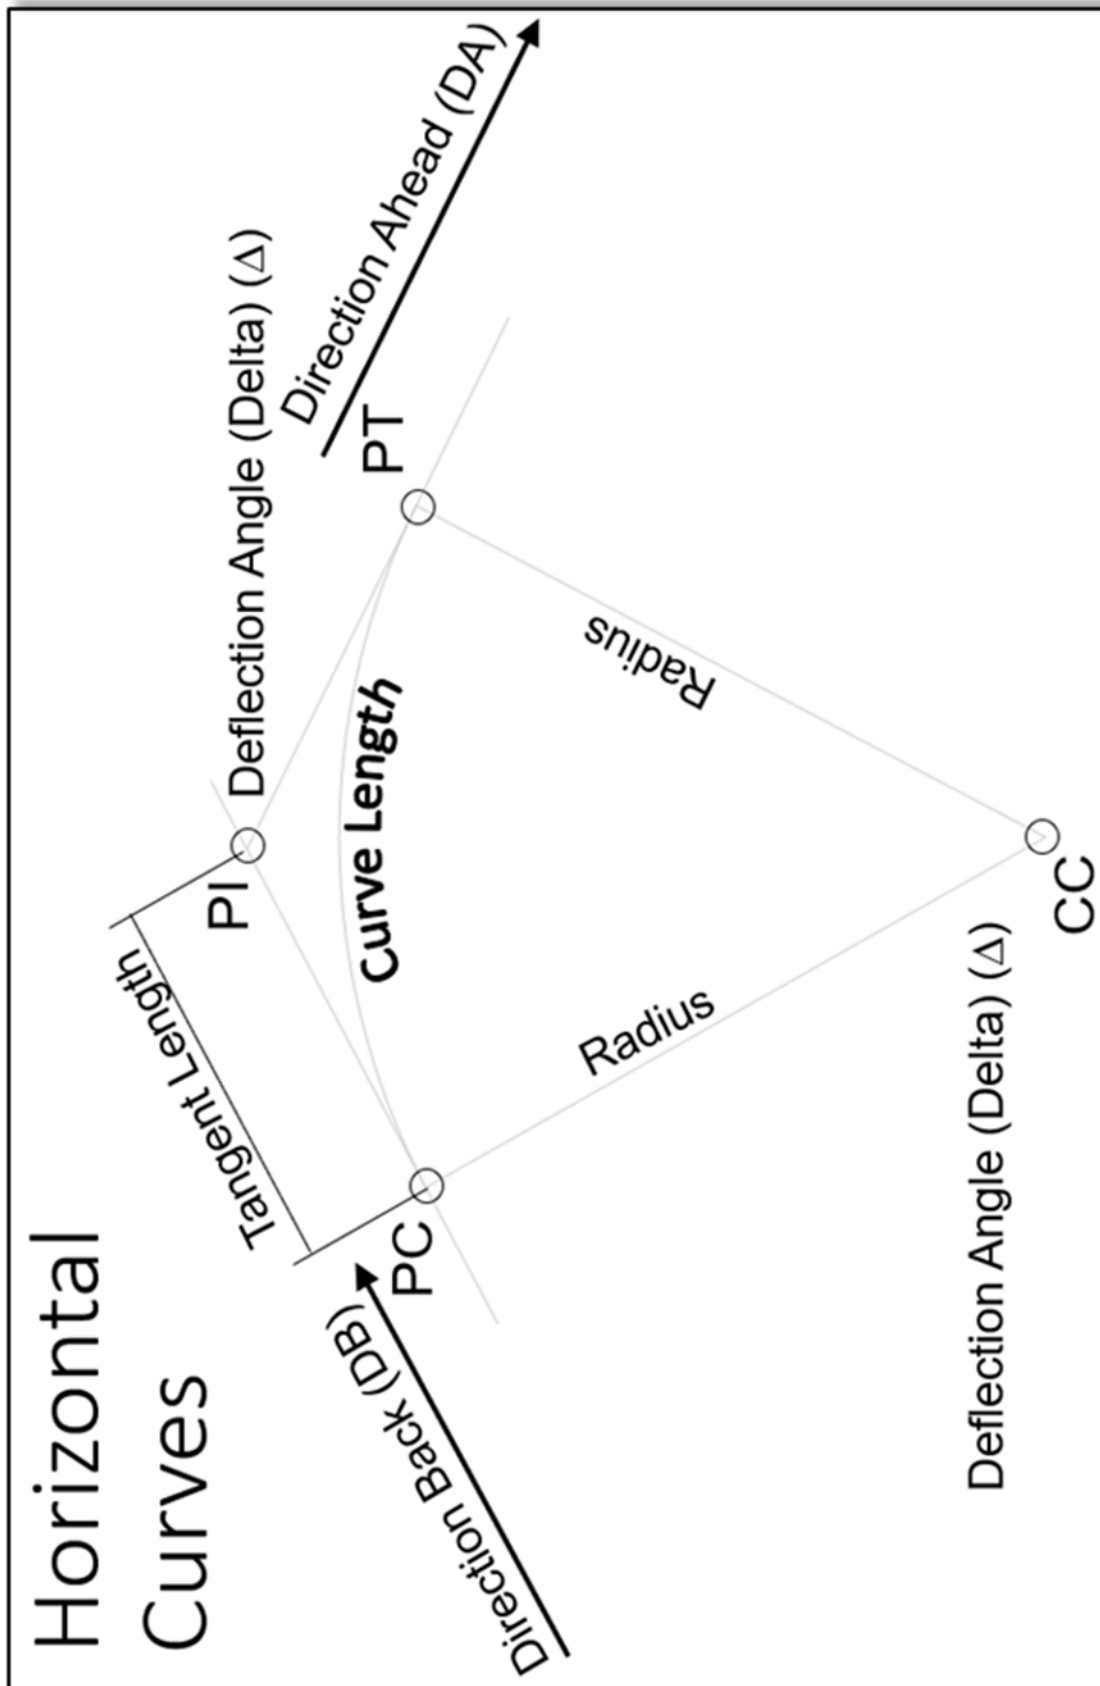 Horizontal
Curves
Tangent Length
PI
Deflection Angle (Delta) (Δ)
Direction Back (DB)
PC
Curve Length
PT
Direction Ahead (DA)
Radius
Radius
Deflection Angle (Delta) (Δ)
CC